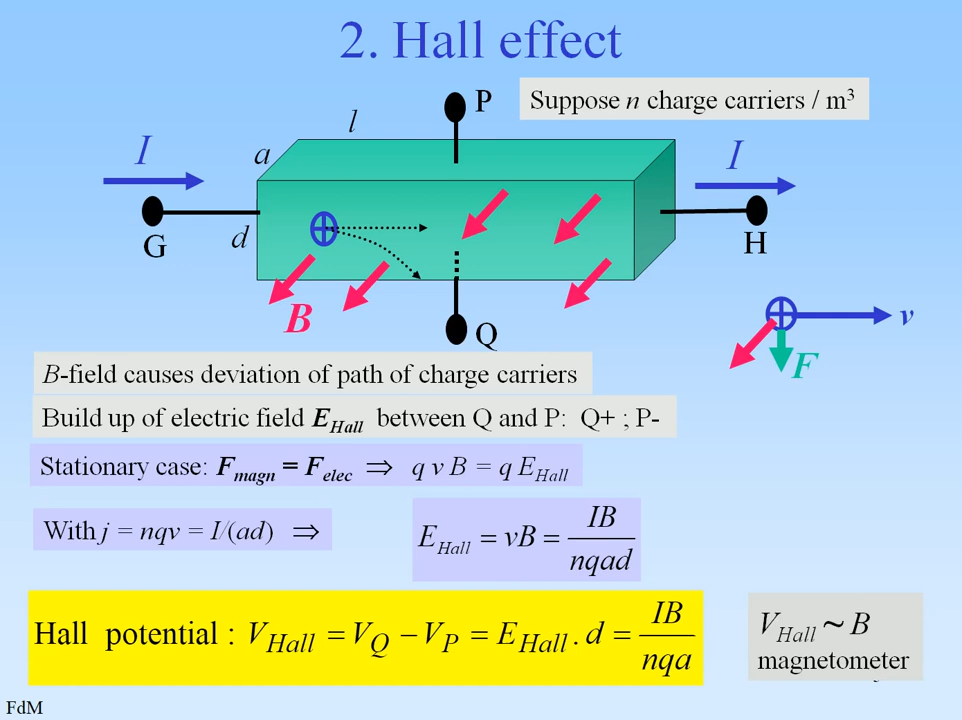 2. Hall effect
Suppose n charge carriers / m³
P
l
a
I
I
G
d
H
B
Q
v
F
B-field causes deviation of path of charge carriers
Build up of electric field E_Hall between Q and P: Q+ ; P-
Stationary case: F_magn = F_elec ⇒ q v B = q E_Hall
With j = nqv = I/(ad) ⇒
E_Hall = vB = IB / nqad
Hall potential : V_Hall = V_Q − V_P = E_Hall . d = IB / nqa
V_Hall ~ B
magnetometer
FdM